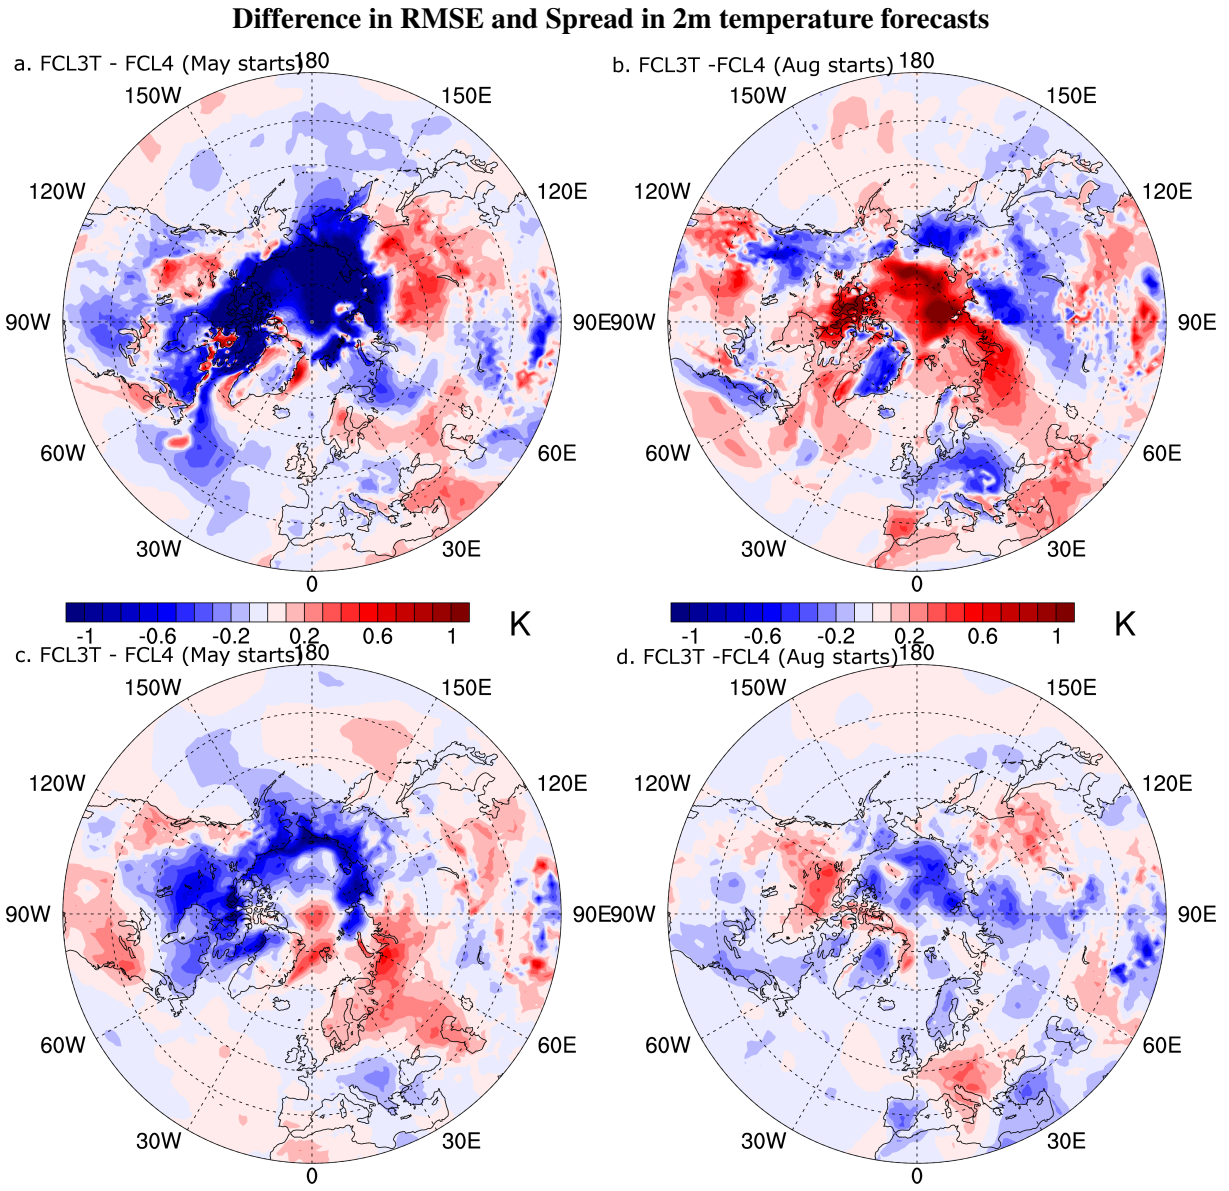 Difference in RMSE and Spread in 2m temperature forecasts
a. FCL3T - FCL4 (May starts)
180
150W
150E
120W
120E
90W
90E
60W
60E
30W
30E
0
b. FCL3T -FCL4 (Aug starts)
180
150W
150E
120W
120E
90W
90E
60W
60E
30W
30E
0
-1 -0.6 -0.2 0.2 0.6 1 K
-1 -0.6 -0.2 0.2 0.6 1 K
c. FCL3T - FCL4 (May starts)
180
150W
150E
120W
120E
90W
90E
60W
60E
30W
30E
0
d. FCL3T -FCL4 (Aug starts)
180
150W
150E
120W
120E
90W
90E
60W
60E
30W
30E
0